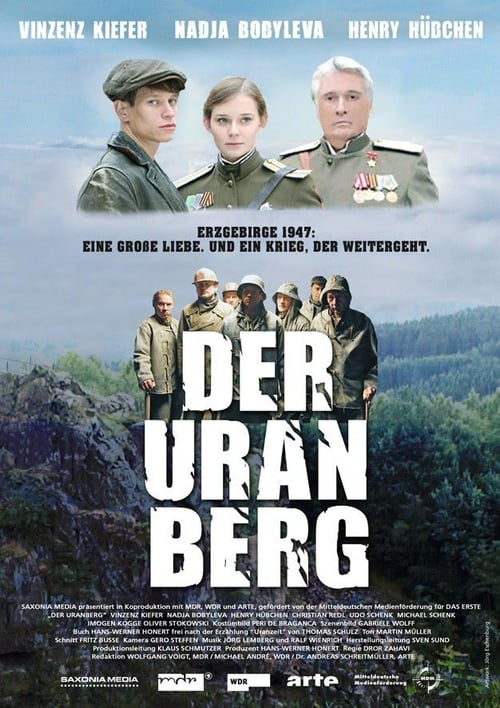 VINZENZ KIEFER NADJA BOBYLEVA HENRY HÜBCHEN
ERZGEBIRGE 1947:
EINE GROßE LIEBE. UND EIN KRIEG, DER WEITERGEHT.
DER
URAN
BERG
SAXONIA MEDIA präsentiert in Koproduktion mit MDR, WDR und ARTE, gefördert von der Mitteldeutschen Medienförderung für DAS ERSTE
„DER URANBERG" VINZENZ KIEFER NADJA BOBYLEVA HENRY HÜBCHEN CHRISTIAN REDL UDO SCHENK MICHAEL SCHENK
IMOGEN KOGGE OLIVER STOKOWSKI Kostümbild PERI DE BRAGANCA Szenenbild GABRIELE WOLFF
Buch HANS-WERNER HONERT frei nach der Erzählung "Uranzeit" von THOMAS SCHULZ Ton MARTIN MÜLLER
Schnitt FRITZ BUSSE Kamera GERO STEFFEN Musik JÖRG LEMBERG und RALF WIENRICH Herstellungsleitung SVEN SUND
Produktionsleitung KLAUS SCHMUTZER Produzent HANS-WERNER HONERT Regie DROR ZAHAVI
Redaktion WOLFGANG VOIGT, MDR / MICHAEL ANDRÉ, WDR / Dr. ANDREAS SCHREITMÜLLER, ARTE
SAXONIA MEDIA mdr WDR arte Mitteldeutsche Medienförderung MDM